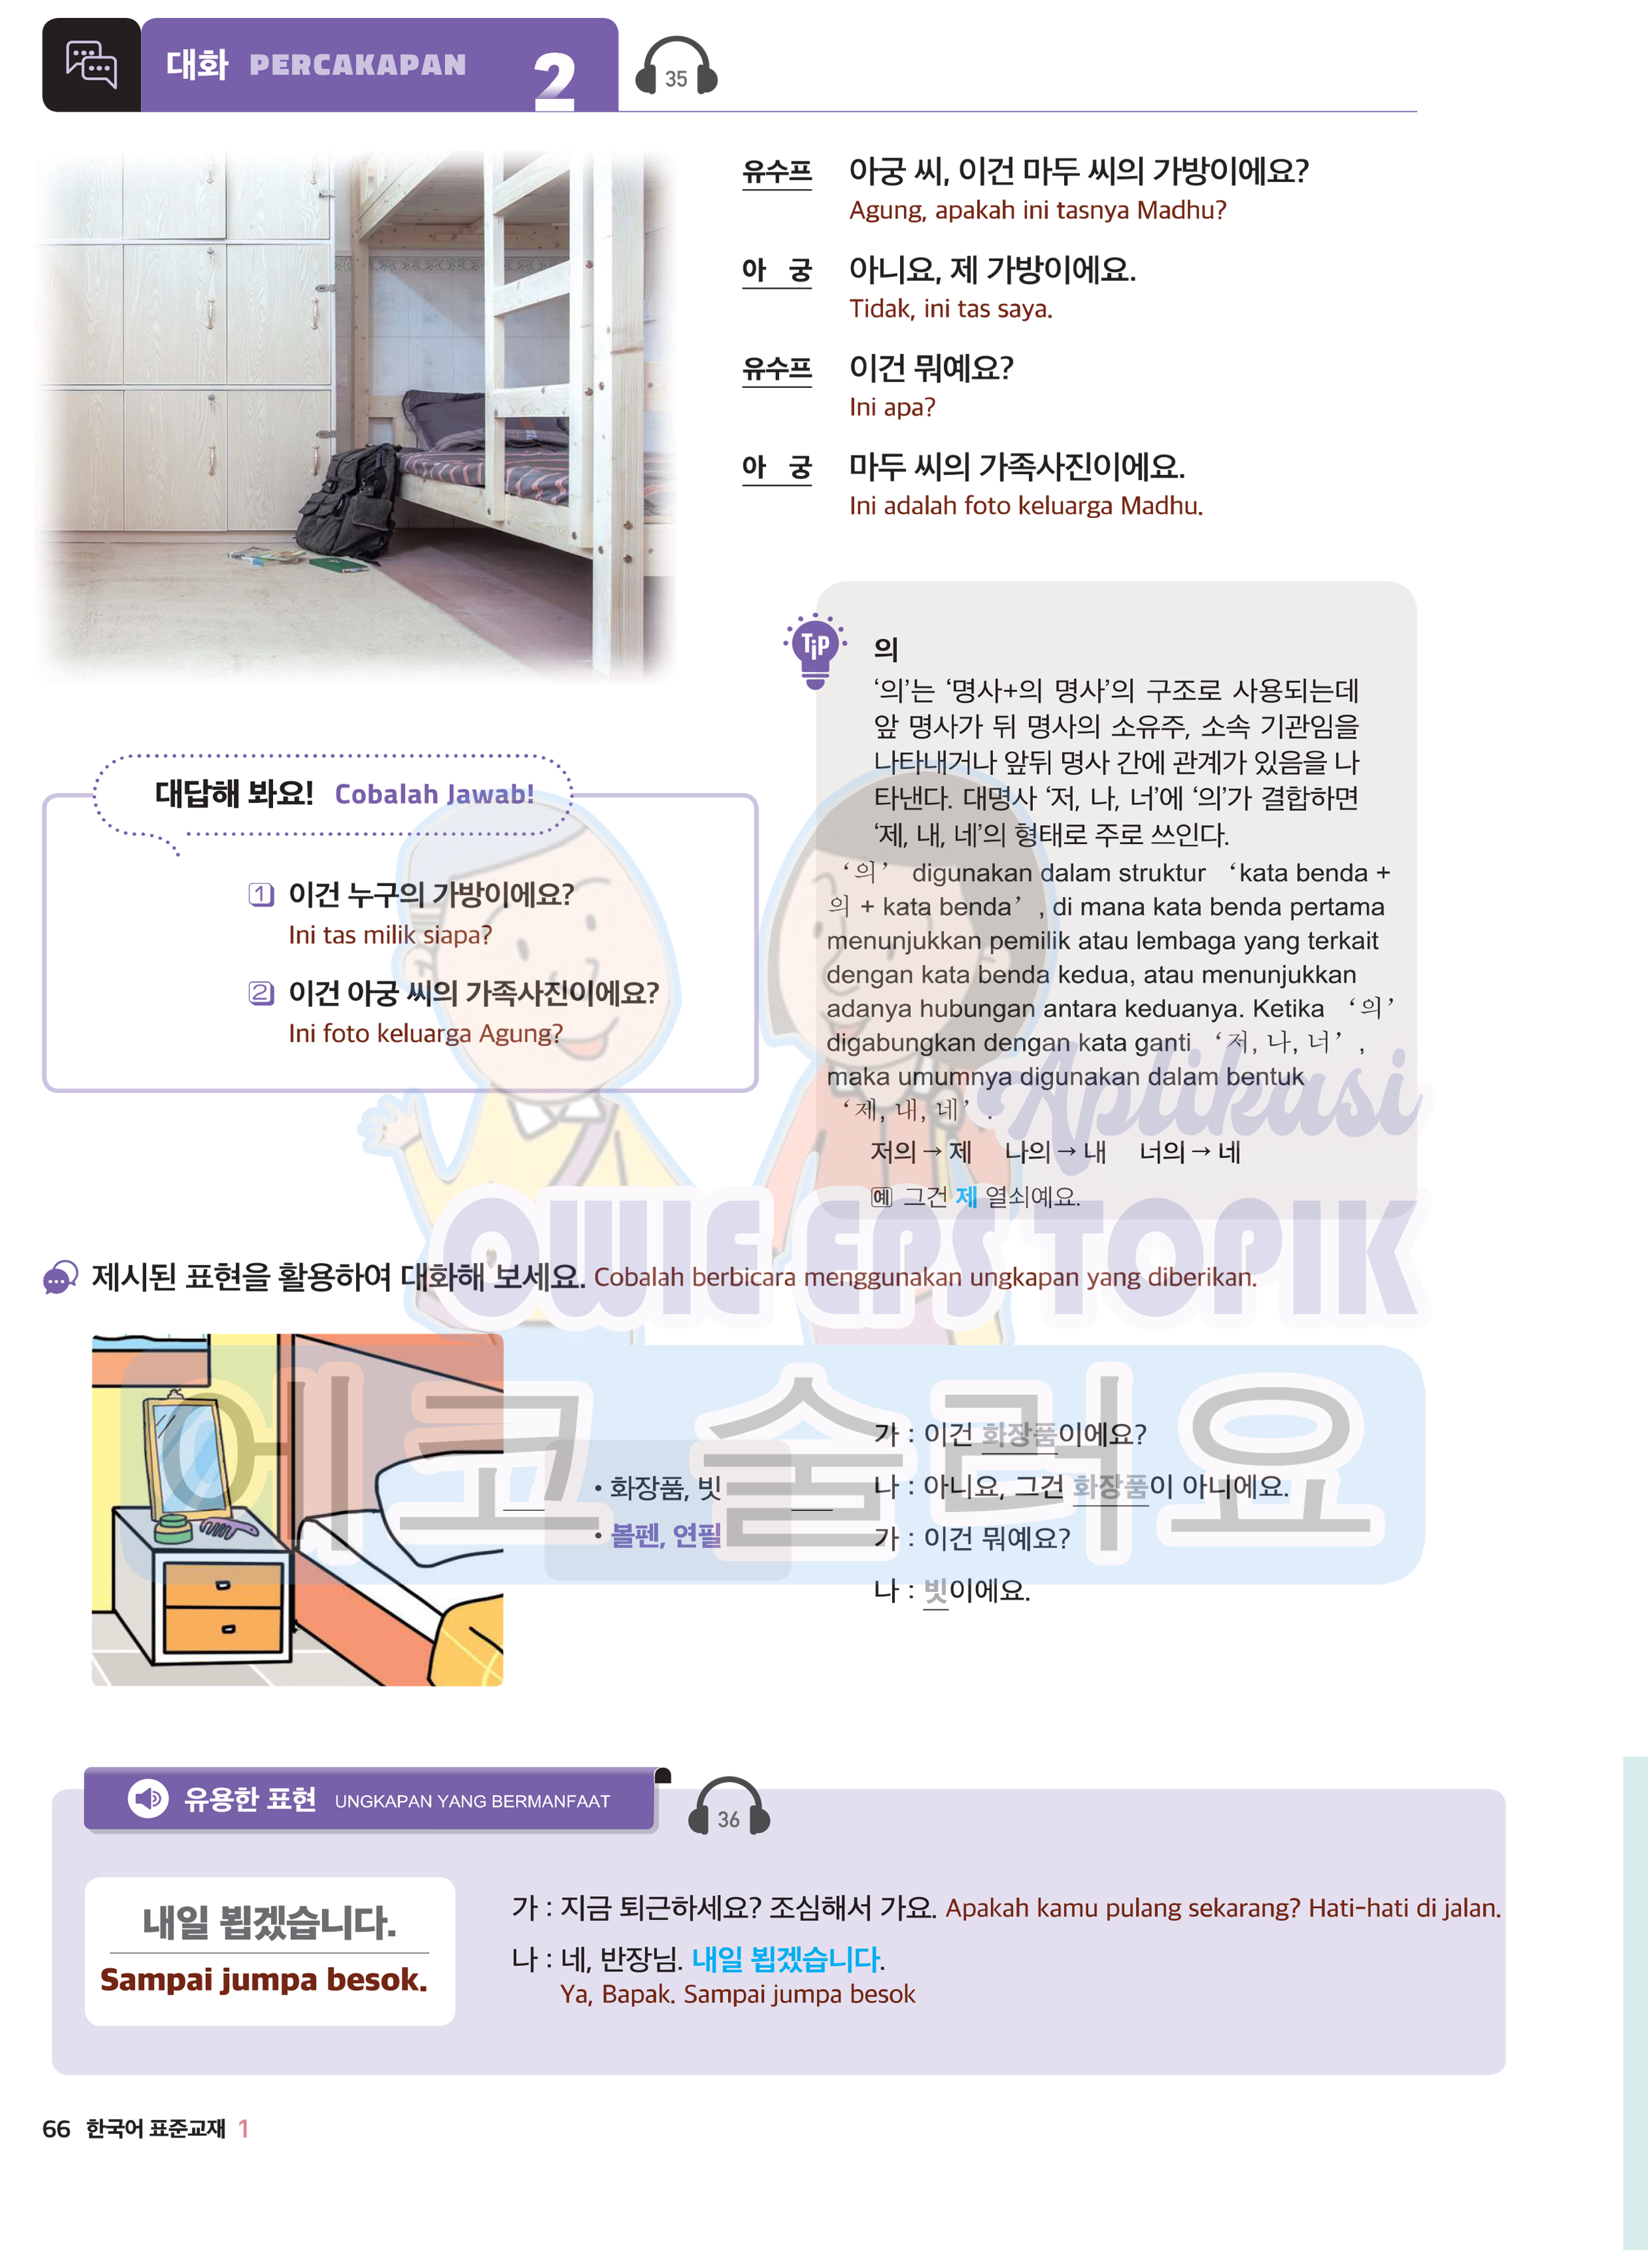 대화 PERCAKAPAN 2
35
유수프 아궁 씨, 이건 마두 씨의 가방이에요?
Agung, apakah ini tasnya Madhu?
아 궁 아니요, 제 가방이에요.
Tidak, ini tas saya.
유수프 이건 뭐예요?
Ini apa?
아 궁 마두 씨의 가족사진이에요.
Ini adalah foto keluarga Madhu.
TiP
의
‘의’는 ‘명사+의 명사’의 구조로 사용되는데
앞 명사가 뒤 명사의 소유주, 소속 기관임을
나타내거나 앞뒤 명사 간에 관계가 있음을 나
타낸다. 대명사 ‘저, 나, 너’에 ‘의’가 결합하면
‘제, 내, 네’의 형태로 주로 쓰인다.
‘의’ digunakan dalam struktur ‘kata benda +
의 + kata benda’, di mana kata benda pertama
menunjukkan pemilik atau lembaga yang terkait
dengan kata benda kedua, atau menunjukkan
adanya hubungan antara keduanya. Ketika ‘의’
digabungkan dengan kata ganti ‘저, 나, 너’,
maka umumnya digunakan dalam bentuk
‘제, 내, 네’.
저의 → 제 나의 → 내 너의 → 네
예 그건 제 열쇠예요.
대답해 봐요! Cobalah Jawab!
1 이건 누구의 가방이에요?
Ini tas milik siapa?
2 이건 아궁 씨의 가족사진이에요?
Ini foto keluarga Agung?
Aplikasi
OWIE EPS TOPIK
이코술러요
제시된 표현을 활용하여 대화해 보세요. Cobalah berbicara menggunakan ungkapan yang diberikan.
• 화장품, 빗
• 볼펜, 연필
가 : 이건 화장품이에요?
나 : 아니요, 그건 화장품이 아니에요.
가 : 이건 뭐예요?
나 : 빗이에요.
유용한 표현 UNGKAPAN YANG BERMANFAAT
36
내일 뵙겠습니다.
Sampai jumpa besok.
가 : 지금 퇴근하세요? 조심해서 가요. Apakah kamu pulang sekarang? Hati-hati di jalan.
나 : 네, 반장님. 내일 뵙겠습니다.
Ya, Bapak. Sampai jumpa besok
66 한국어 표준교재 1